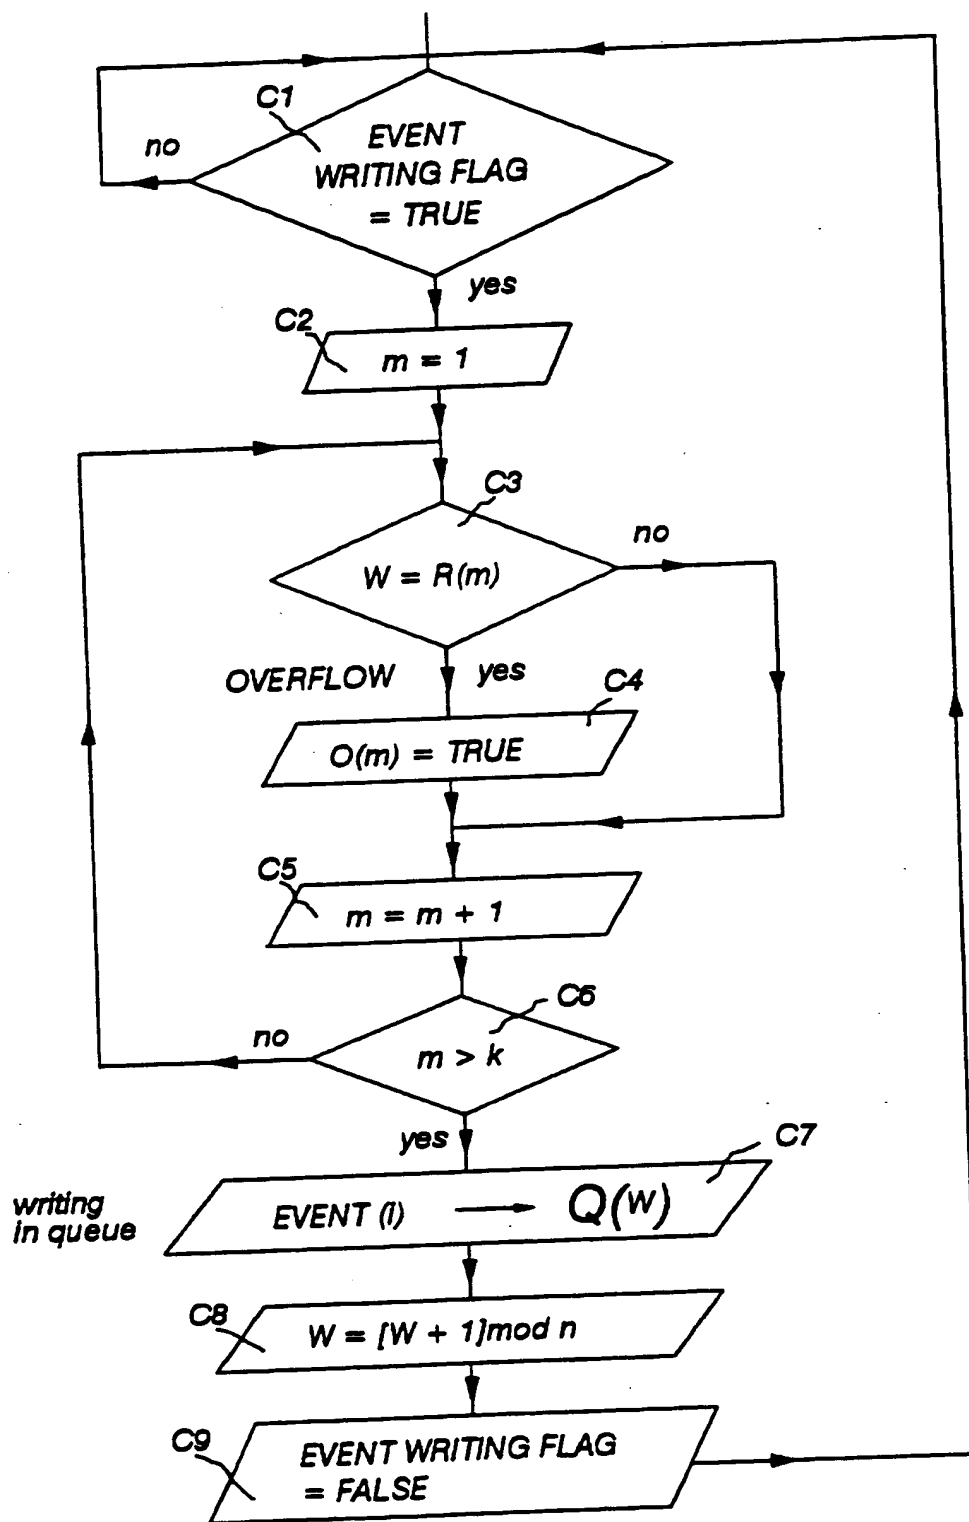 C1
no
EVENT
WRITING FLAG
= TRUE
yes
C2
m = 1
C3
no
W = R(m)
OVERFLOW
yes
C4
O(m) = TRUE
C5
m = m + 1
C6
no
m > k
yes
C7
writing
in queue
EVENT (i) → Q(W)
C8
W = [W + 1]mod n
C9
EVENT WRITING FLAG
= FALSE